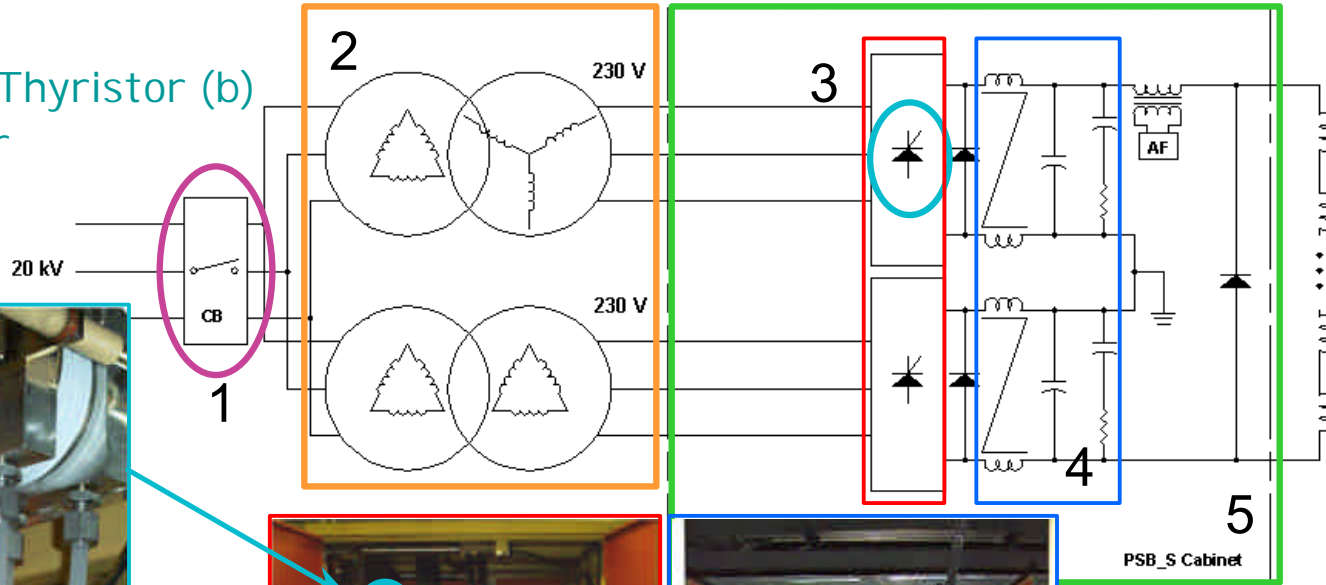 2
230 V
3
Thyristor (b)
AF
20 kV
CB
230 V
1
4
5
PSB_S Cabinet